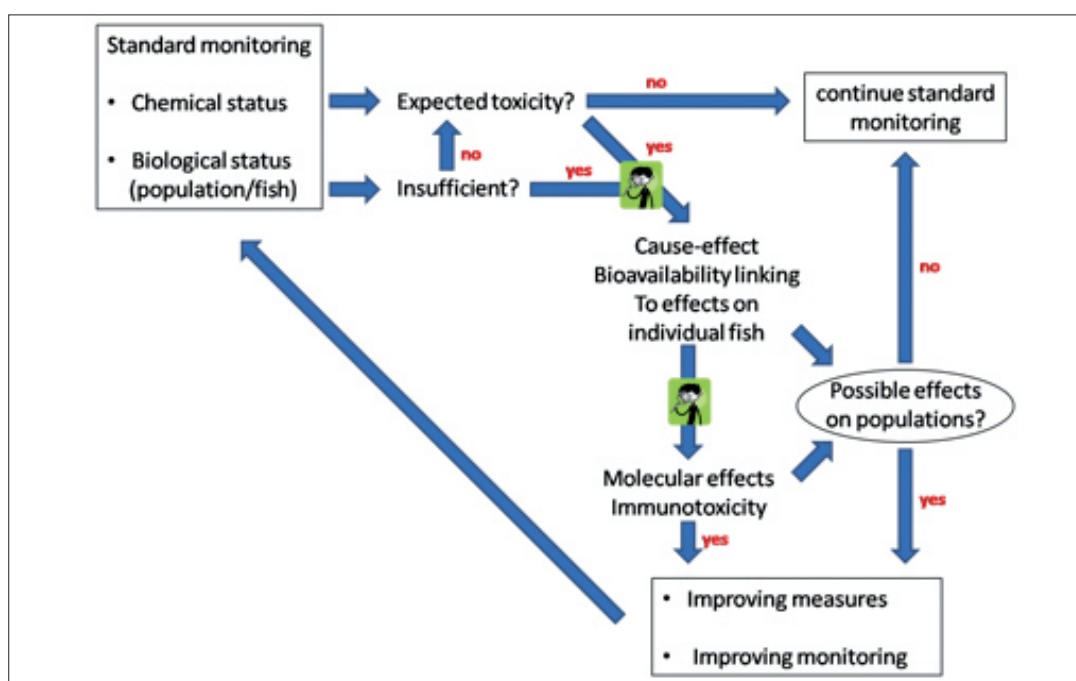 Standard monitoring
• Chemical status
• Biological status
(population/fish)
Expected toxicity?
no
continue standard
monitoring
no
yes
Insufficient?
yes
Cause-effect
Bioavailability linking
To effects on
individual fish
no
Possible effects
on populations?
Molecular effects
Immunotoxicity
yes
yes
• Improving measures
• Improving monitoring